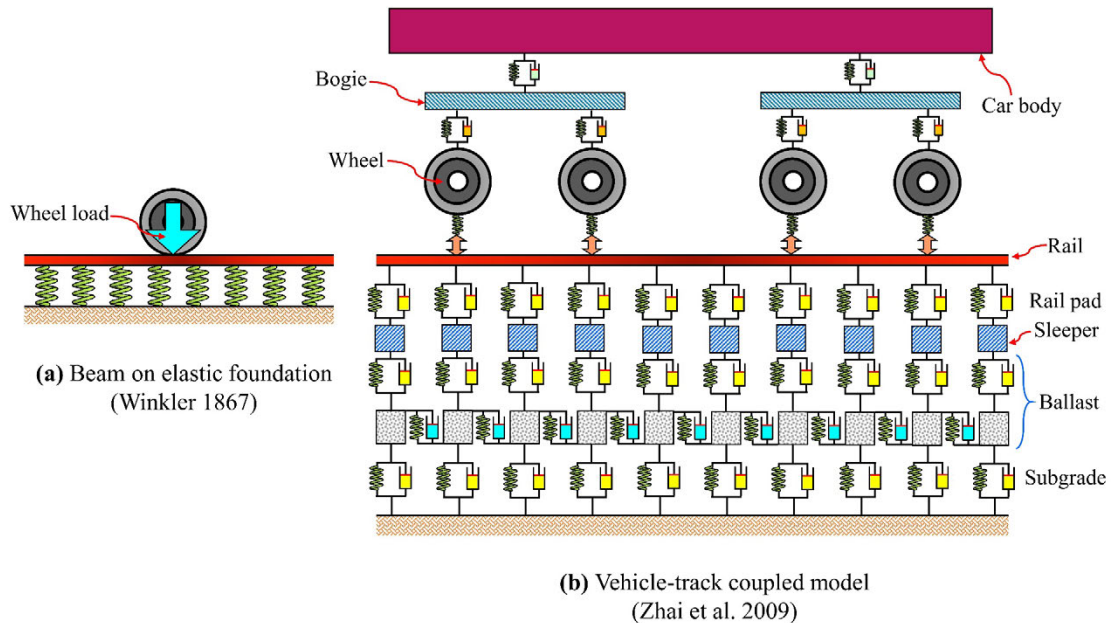 Wheel load
(a) Beam on elastic foundation
(Winkler 1867)
Bogie
Car body
Wheel
Rail
Rail pad
Sleeper
Ballast
Subgrade
(b) Vehicle-track coupled model
(Zhai et al. 2009)